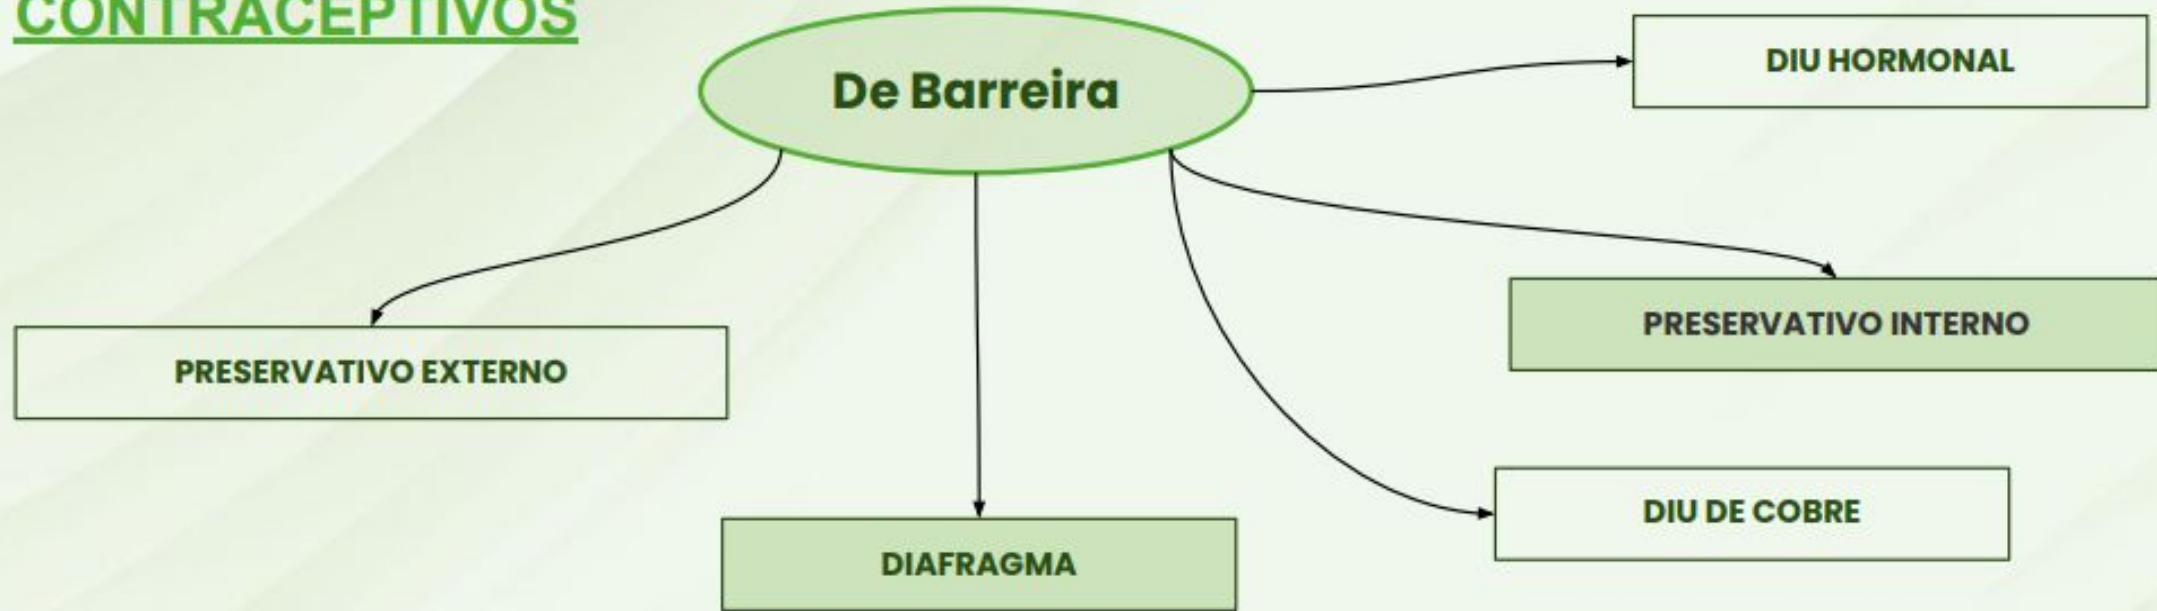 CONTRACEPTIVOS
De Barreira
DIU HORMONAL
PRESERVATIVO INTERNO
PRESERVATIVO EXTERNO
DIU DE COBRE
DIAFRAGMA